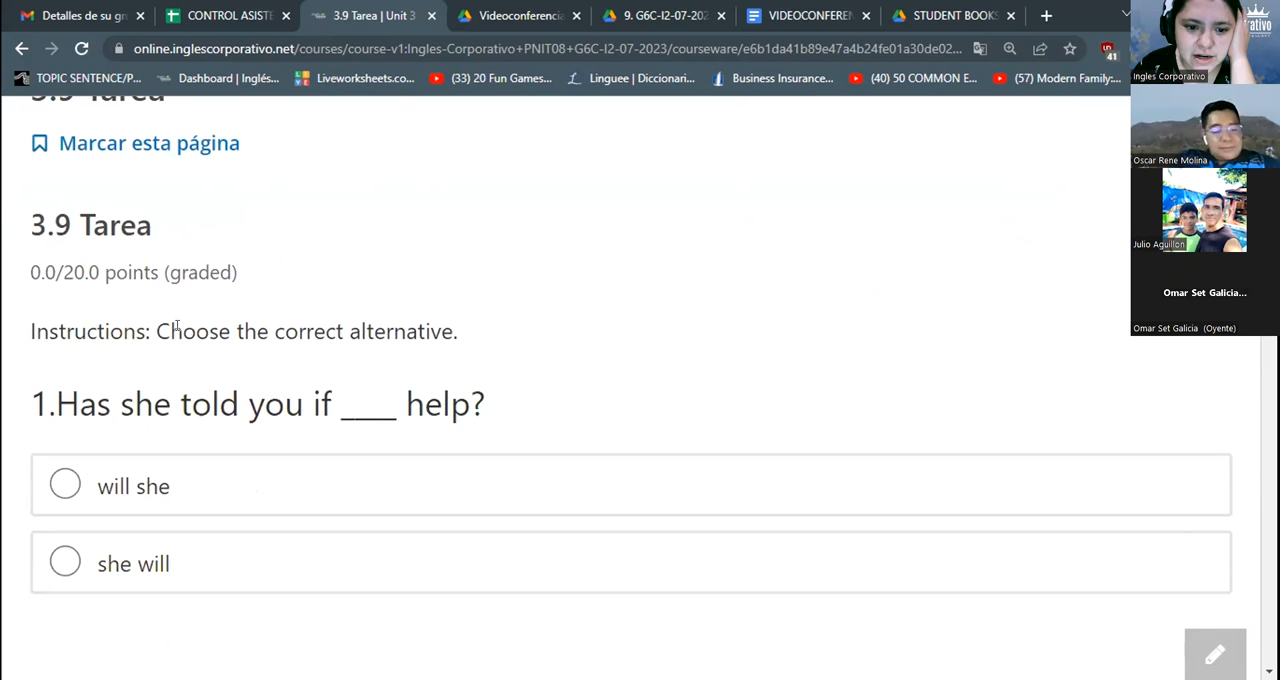 Detalles de su gr
CONTROL ASISTE
3.9 Tarea | Unit 3
Videoconferencia
9. G6C-I2-07-202
VIDEOCONFEREN
STUDENT BOOKS
online.inglescorporativo.net/courses/course-v1:Ingles-Corporativo+PNIT08+G6C-I2-07-2023/courseware/e6b1da41b89e47a4b24fe01a30de02...
41
TOPIC SENTENCE/P...
Dashboard | Inglés...
Liveworksheets.co...
(33) 20 Fun Games...
Linguee | Diccionari...
Business Insurance...
(40) 50 COMMON E...
(57) Modern Family:...
Ingles Corporativo
Oscar Rene Molina
Julio Aguillon
Omar Set Galicia...
Omar Set Galicia (Oyente)
3.9 Tarea
Marcar esta página
3.9 Tarea
0.0/20.0 points (graded)
Instructions: Choose the correct alternative.
1.Has she told you if ____ help?
will she
she will